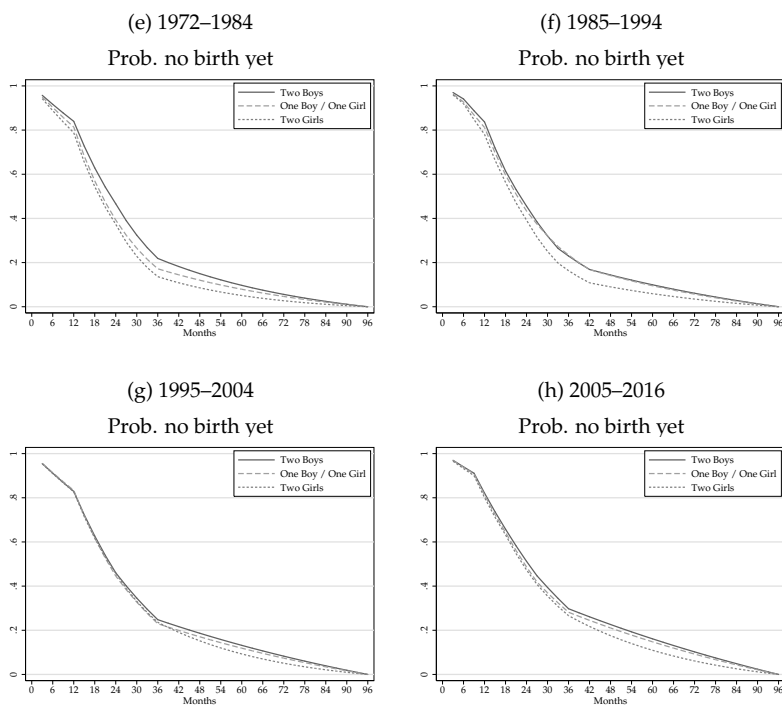 (e) 1972–1984
Prob. no birth yet
Two Boys
One Boy / One Girl
Two Girls
1
.8
.6
.4
.2
0
0 6 12 18 24 30 36 42 48 54 60 66 72 78 84 90 96
Months
(f) 1985–1994
Prob. no birth yet
Two Boys
One Boy / One Girl
Two Girls
1
.8
.6
.4
.2
0
0 6 12 18 24 30 36 42 48 54 60 66 72 78 84 90 96
Months
(g) 1995–2004
Prob. no birth yet
Two Boys
One Boy / One Girl
Two Girls
1
.8
.6
.4
.2
0
0 6 12 18 24 30 36 42 48 54 60 66 72 78 84 90 96
Months
(h) 2005–2016
Prob. no birth yet
Two Boys
One Boy / One Girl
Two Girls
1
.8
.6
.4
.2
0
0 6 12 18 24 30 36 42 48 54 60 66 72 78 84 90 96
Months